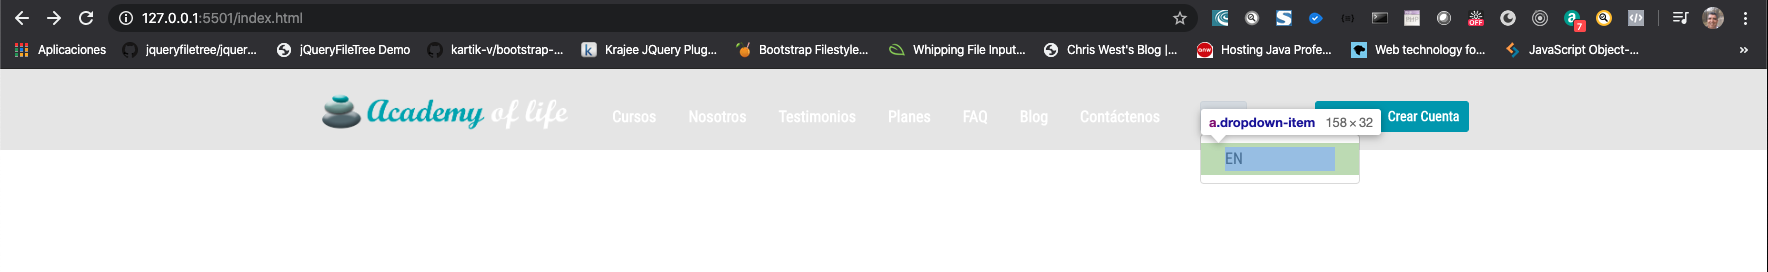 127.0.0.1:5501/index.html
OFF
7
Aplicaciones
jqueryfiletree/jquer...
jQueryFileTree Demo
kartik-v/bootstrap-...
Krajee JQuery Plug...
Bootstrap Filestyle...
Whipping File Input...
Chris West's Blog |...
Hosting Java Profe...
Web technology fo...
JavaScript Object-...
»
Academy of life
Cursos
Nosotros
Testimonios
Planes
FAQ
Blog
Contáctenos
Crear Cuenta
a.dropdown-item 158 × 32
EN